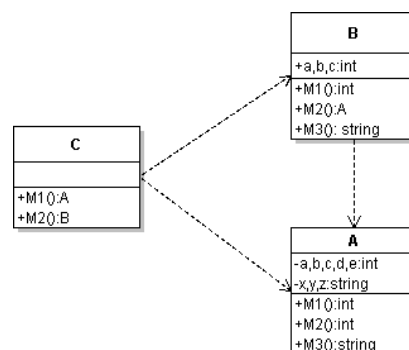 B
+a,b,c:int
+M1():int
+M2():A
+M3(): string
C
+M1():A
+M2():B
A
-a,b,c,d,e:int
-x,y,z:string
+M1():int
+M2():int
+M3():string